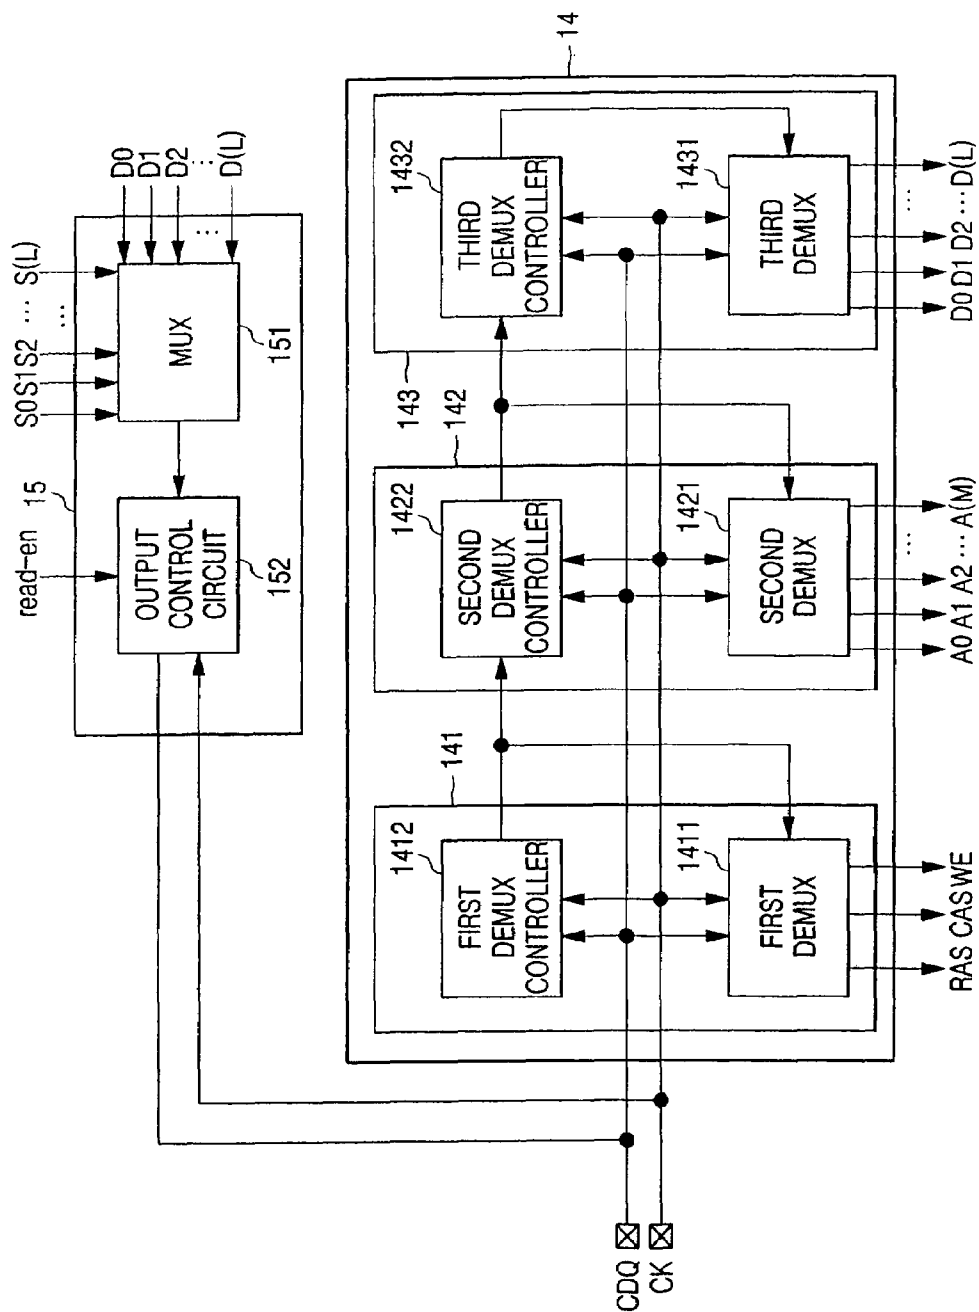 read-en
15
S0 S1 S2 ... S(L)
...
D0
D1
D2
...
D(L)
...
OUTPUT
CONTROL
CIRCUIT
152
MUX
151
14
141
1412
FIRST
DEMUX
CONTROLLER
1411
FIRST
DEMUX
RAS CAS WE
142
1422
SECOND
DEMUX
CONTROLLER
1421
SECOND
DEMUX
...
A0 A1 A2 ... A(M)
143
1432
THIRD
DEMUX
CONTROLLER
1431
THIRD
DEMUX
...
D0 D1 D2 ... D(L)
CDQ
CK